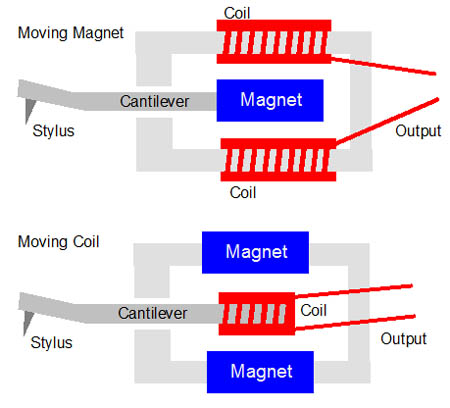 Coil
Moving Magnet
Cantilever
Magnet
Stylus
Output
Coil
Moving Coil
Magnet
Cantilever
Coil
Stylus
Output
Magnet